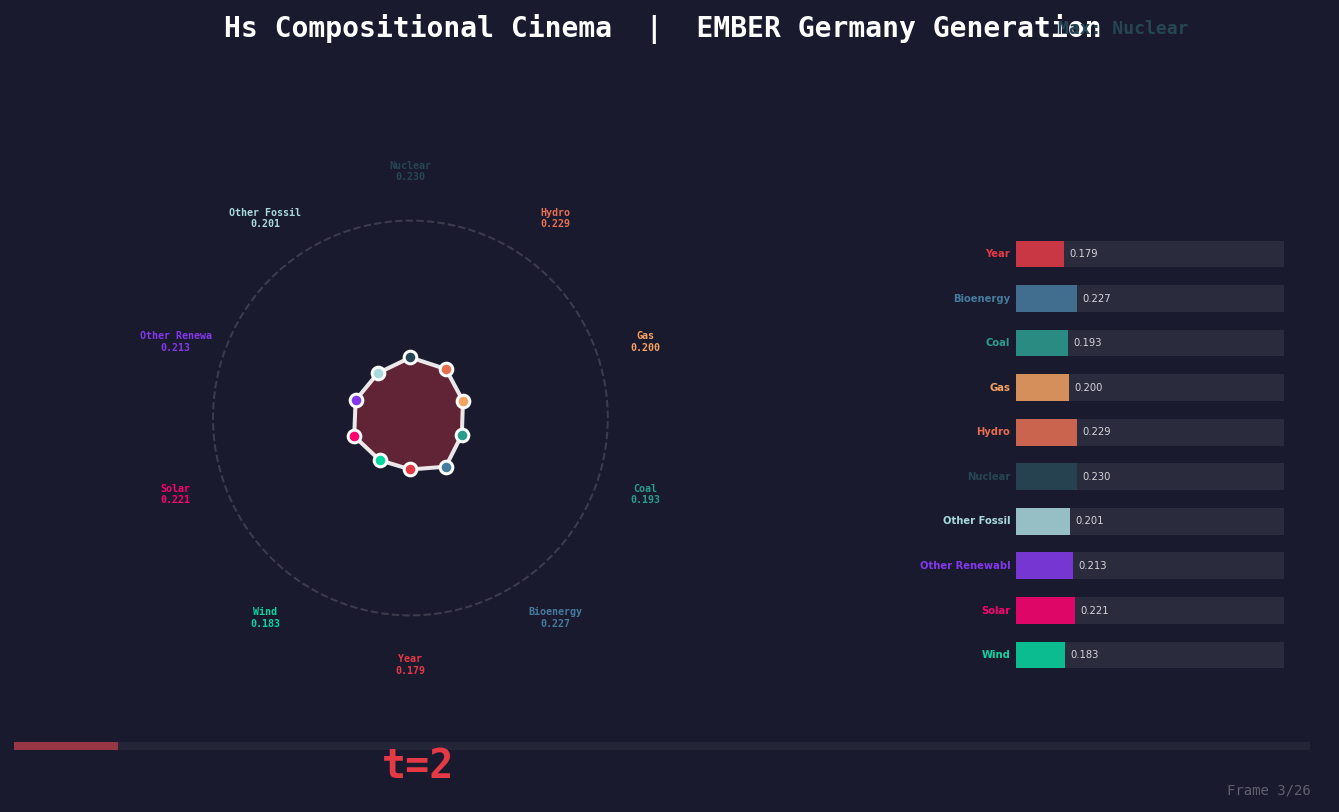 Hs Compositional Cinema | EMBER Germany Generation
Max: Nuclear
Nuclear
0.230
Other Fossil
0.201
Hydro
0.229
Other Renewa
0.213
Gas
0.200
Solar
0.221
Coal
0.193
Wind
0.183
Bioenergy
0.227
Year
0.179
Year 0.179
Bioenergy 0.227
Coal 0.193
Gas 0.200
Hydro 0.229
Nuclear 0.230
Other Fossil 0.201
Other Renewabl 0.213
Solar 0.221
Wind 0.183
t=2
Frame 3/26